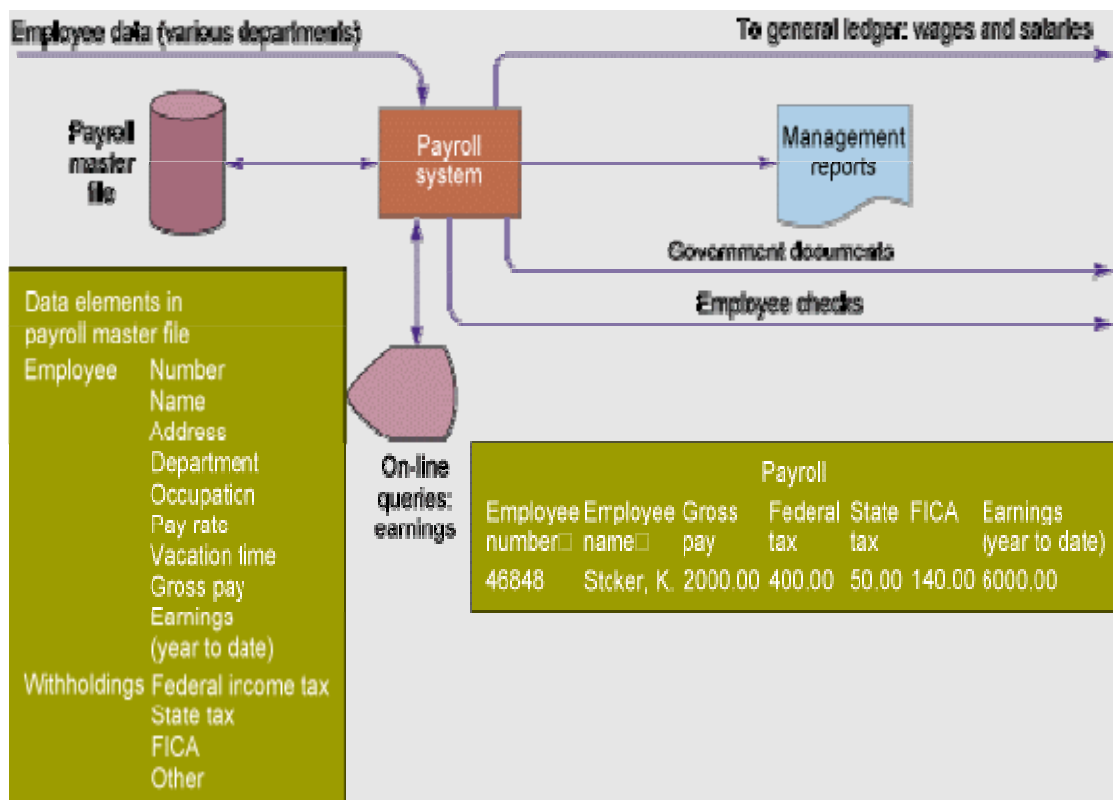 Employee data (various departments)
To general ledger: wages and salaries
Payroll
master
file
Payroll
system
Management
reports
Government documents
Employee checks
Data elements in
payroll master file
Employee Number
Name
Address
Department
Occupation
Pay rate
Vacation time
Gross pay
Earnings
(year to date)
Withholdings Federal income tax
State tax
FICA
Other
On-line
queries:
earnings
Payroll
Employee Employee Gross Federal State FICA Earnings
number□ name□ pay tax tax (year to date)
46848 Stcker, K. 2000.00 400.00 50.00 140.00 6000.00